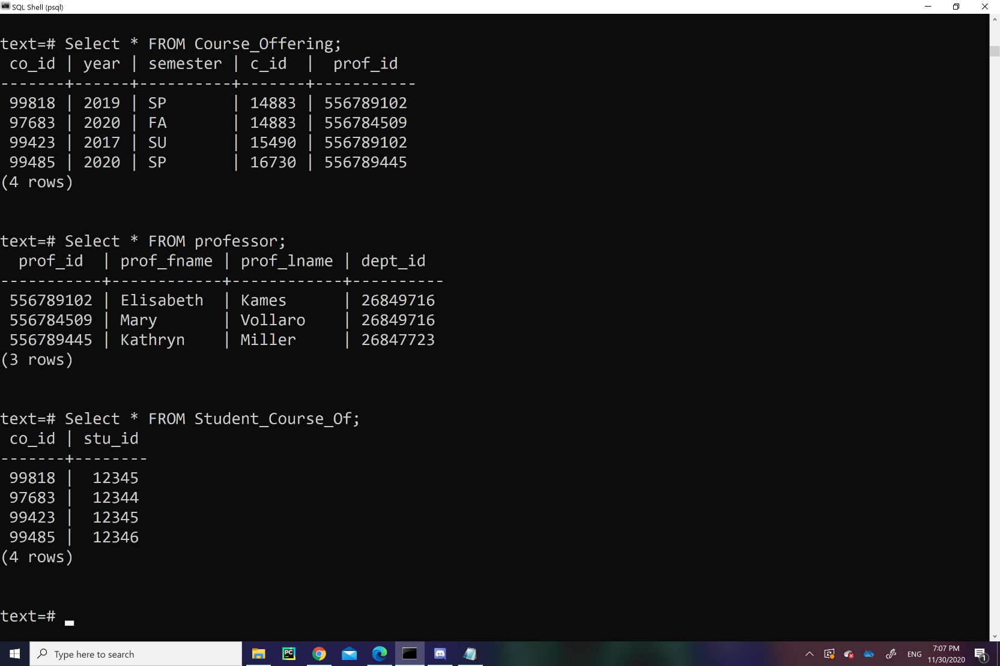 SQL Shell (psql)
text=# Select * FROM Course_Offering;
 co_id | year | semester | c_id  |  prof_id
-------+------+----------+-------+-----------
 99818 | 2019 | SP       | 14883 | 556789102
 97683 | 2020 | FA       | 14883 | 556784509
 99423 | 2017 | SU       | 15490 | 556789102
 99485 | 2020 | SP       | 16730 | 556789445
(4 rows)
text=# Select * FROM professor;
  prof_id  | prof_fname | prof_lname | dept_id
-----------+------------+------------+----------
 556789102 | Elisabeth  | Kames      | 26849716
 556784509 | Mary       | Vollaro    | 26849716
 556789445 | Kathryn    | Miller     | 26847723
(3 rows)
text=# Select * FROM Student_Course_Of;
 co_id | stu_id
-------+--------
 99818 |  12345
 97683 |  12344
 99423 |  12345
 99485 |  12346
(4 rows)
text=#
Type here to search
PC
ENG
7:07 PM
11/30/2020
1